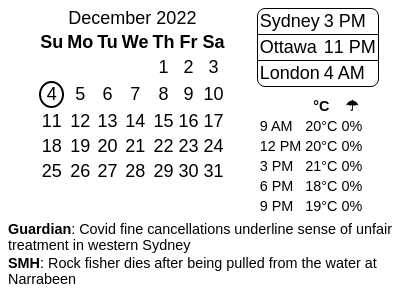 December 2022
Su Mo Tu We Th Fr Sa
1 2 3
4 5 6 7 8 9 10
11 12 13 14 15 16 17
18 19 20 21 22 23 24
25 26 27 28 29 30 31
Sydney 3 PM
Ottawa 11 PM
London 4 AM
°C ☂
9 AM 20°C 0%
12 PM 20°C 0%
3 PM 21°C 0%
6 PM 18°C 0%
9 PM 19°C 0%
Guardian: Covid fine cancellations underline sense of unfair
treatment in western Sydney
SMH: Rock fisher dies after being pulled from the water at
Narrabeen